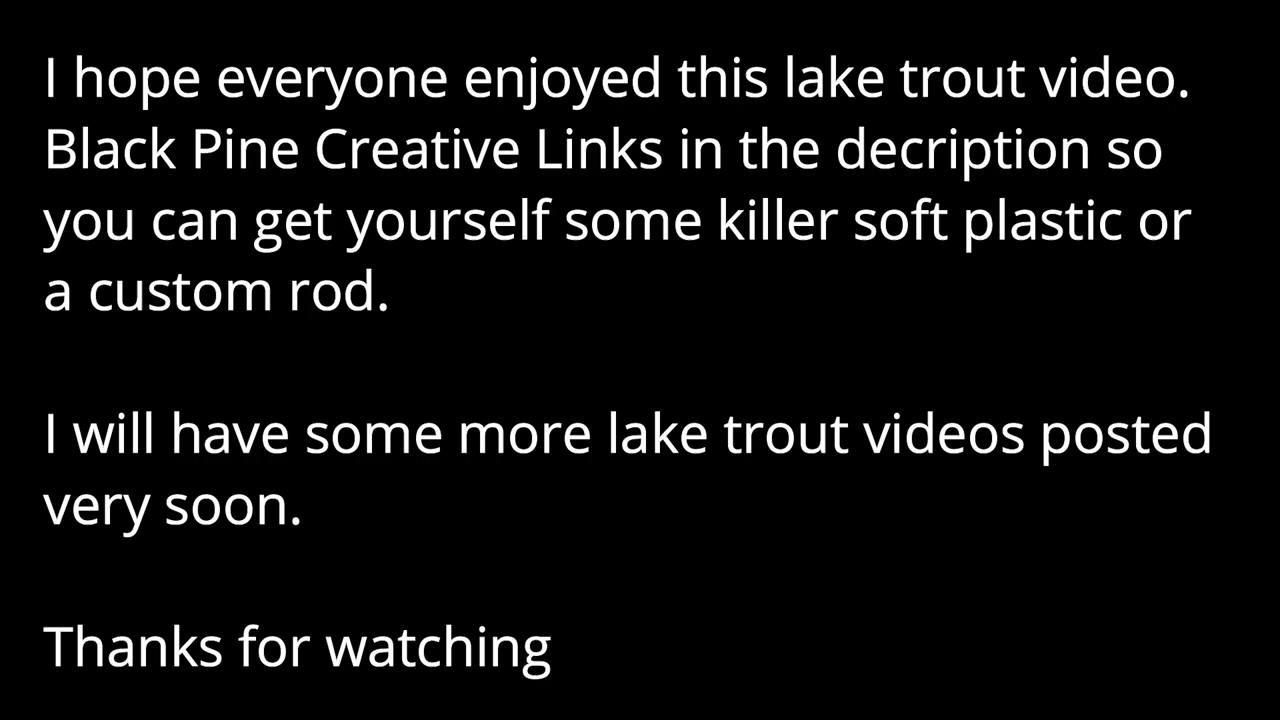 I hope everyone enjoyed this lake trout video.
Black Pine Creative Links in the decription so
you can get yourself some killer soft plastic or
a custom rod.
I will have some more lake trout videos posted
very soon.
Thanks for watching